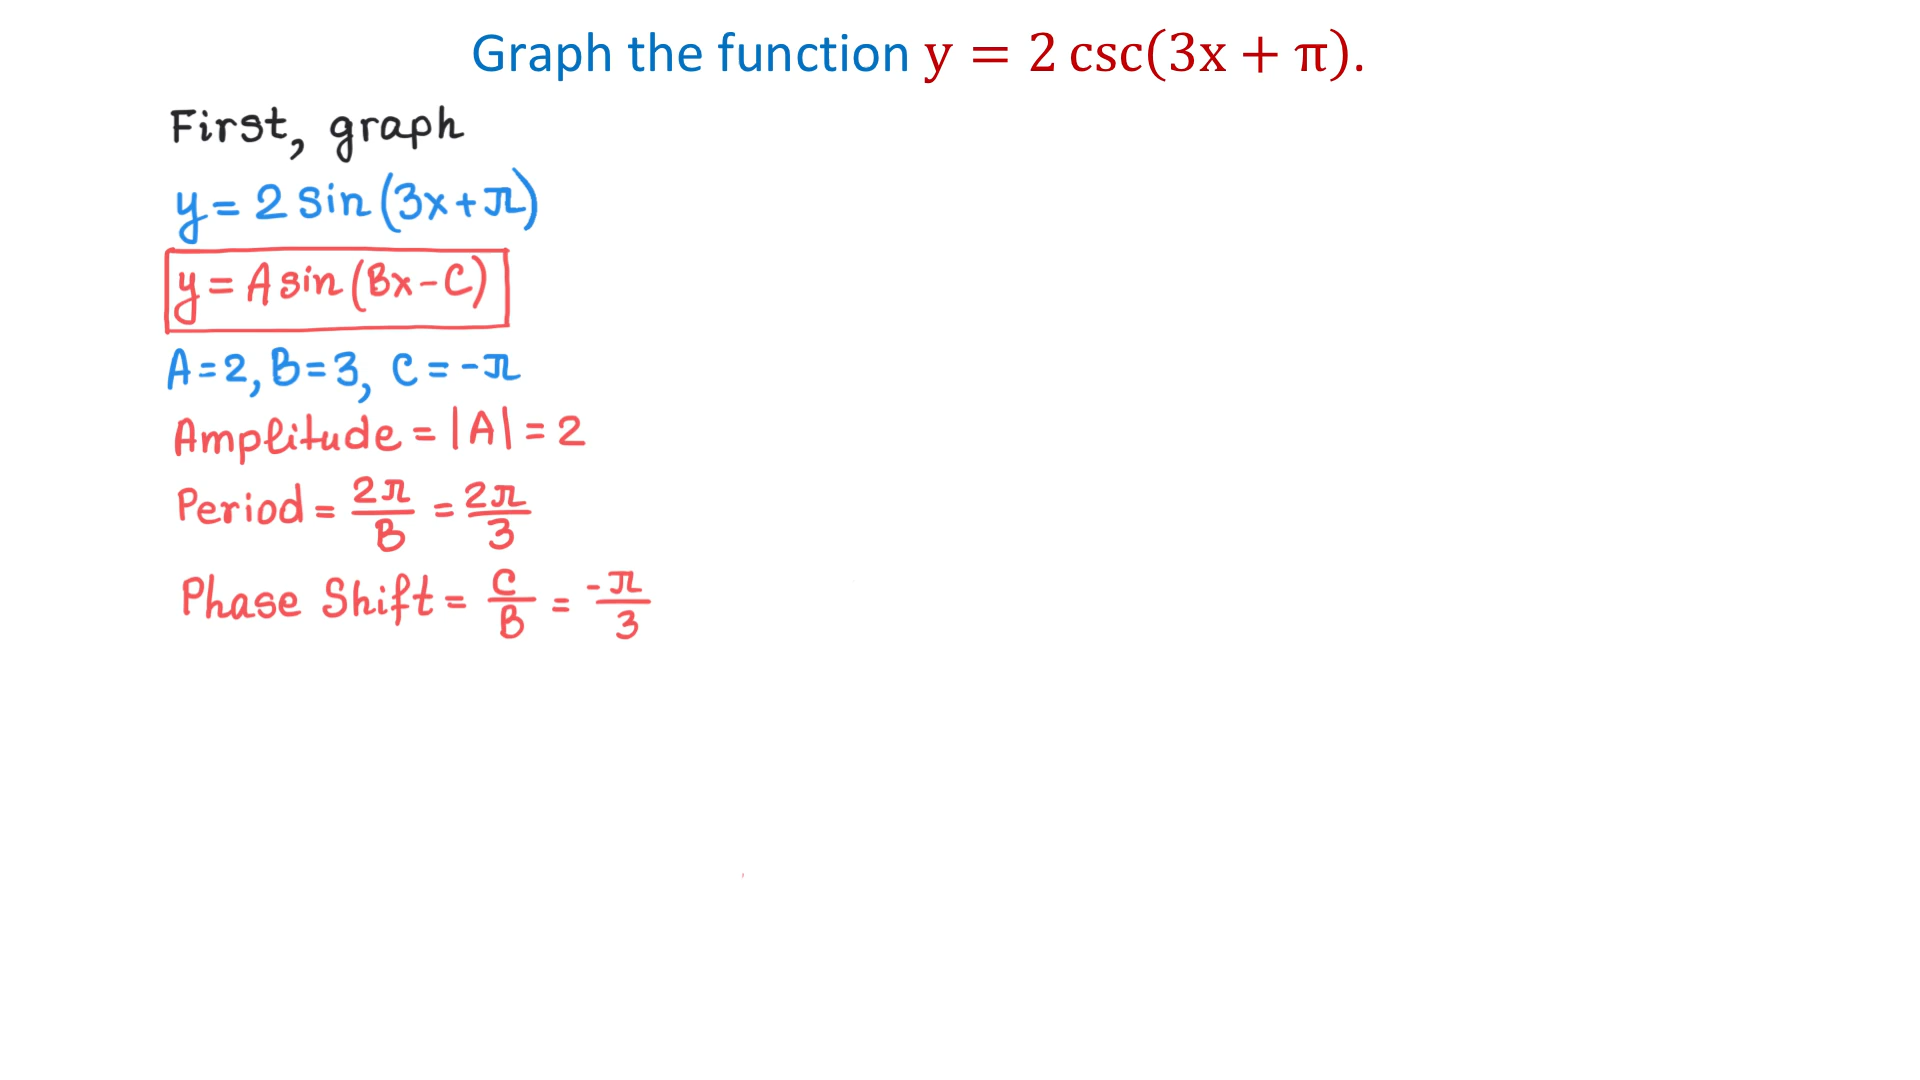 Graph the function y = 2 csc(3x + π).
First, graph
y = 2 sin (3x + π)
y = A sin (Bx - C)
A = 2, B = 3, C = -π
Amplitude = |A| = 2
Period = 2π/B = 2π/3
Phase Shift = C/B = -π/3